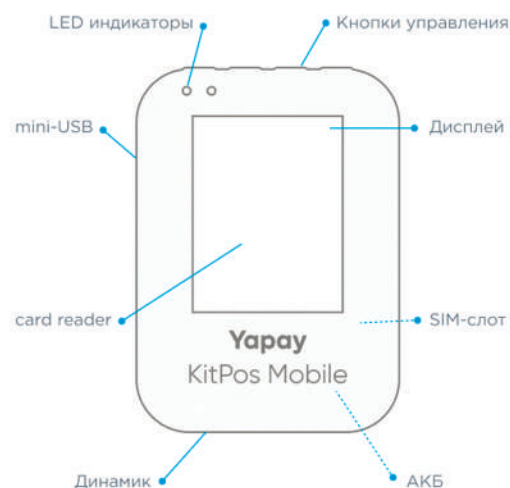 LED индикаторы
Кнопки управления
mini-USB
Дисплей
card reader
SIM-слот
Yapay
KitPos Mobile
Динамик
АКБ